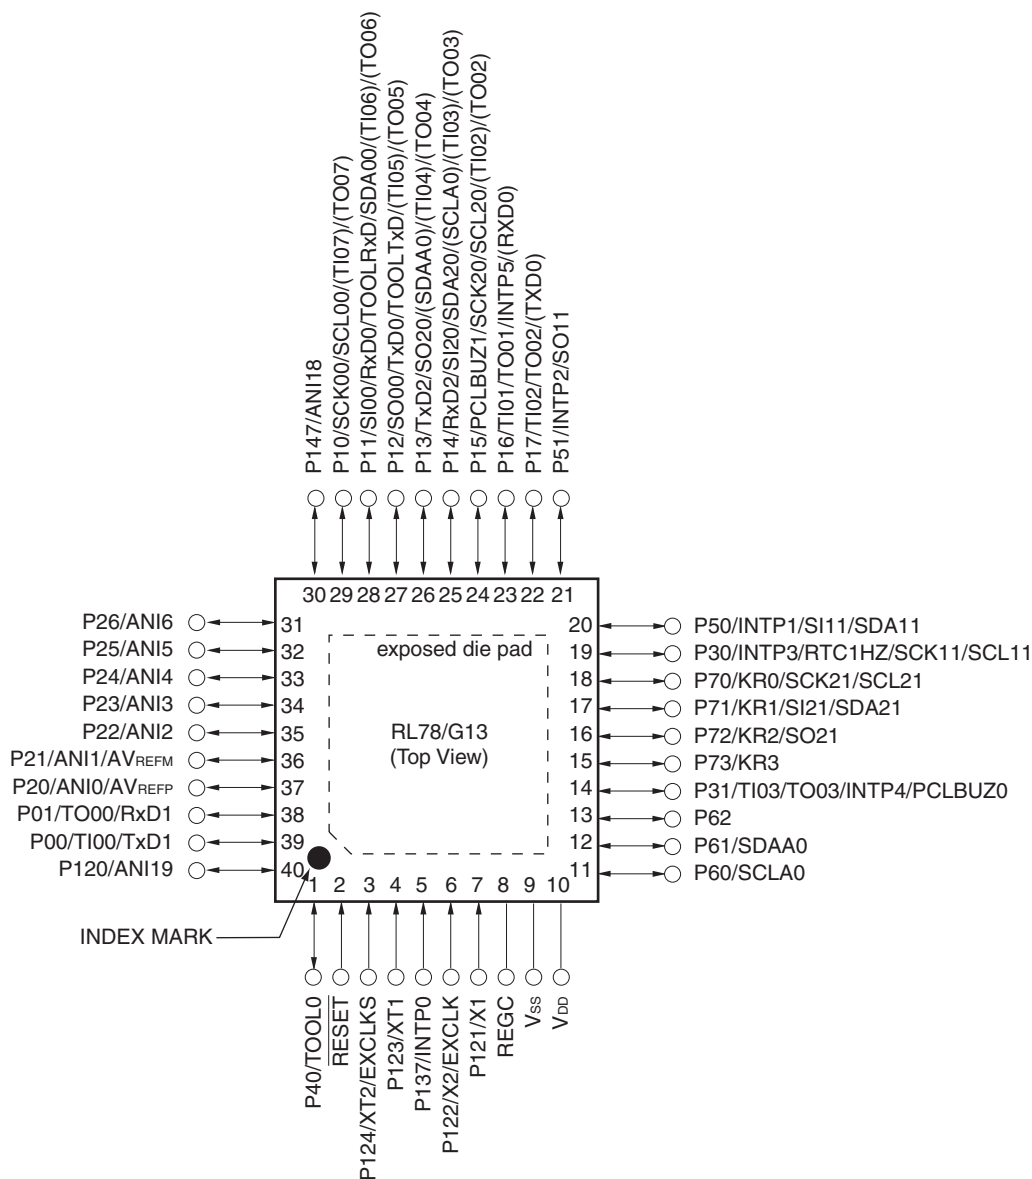 P147/ANI18
P10/SCK00/SCL00/(TI07)/(TO07)
P11/SI00/RxD0/TOOLRxD/SDA00/(TI06)/(TO06)
P12/SO00/TxD0/TOOLTxD/(TI05)/(TO05)
P13/TxD2/SO20/(SDAA0)/(TI04)/(TO04)
P14/RxD2/SI20/SDA20/(SCLA0)/(TI03)/(TO03)
P15/PCLBUZ1/SCK20/SCL20/(TI02)/(TO02)
P16/TI01/TO01/INTP5/(RXD0)
P17/TI02/TO02/(TXD0)
P51/INTP2/SO11
30 29 28 27 26 25 24 23 22 21
P26/ANI6 31
P25/ANI5 32
P24/ANI4 33
P23/ANI3 34
P22/ANI2 35
P21/ANI1/AVREFM 36
P20/ANI0/AVREFP 37
P01/TO00/RxD1 38
P00/TI00/TxD1 39
P120/ANI19 40
exposed die pad
RL78/G13
(Top View)
20 P50/INTP1/SI11/SDA11
19 P30/INTP3/RTC1HZ/SCK11/SCL11
18 P70/KR0/SCK21/SCL21
17 P71/KR1/SI21/SDA21
16 P72/KR2/SO21
15 P73/KR3
14 P31/TI03/TO03/INTP4/PCLBUZ0
13 P62
12 P61/SDAA0
11 P60/SCLA0
1 2 3 4 5 6 7 8 9 10
INDEX MARK
P40/TOOL0
RESET
P124/XT2/EXCLKS
P123/XT1
P137/INTP0
P122/X2/EXCLK
P121/X1
REGC
VSS
VDD